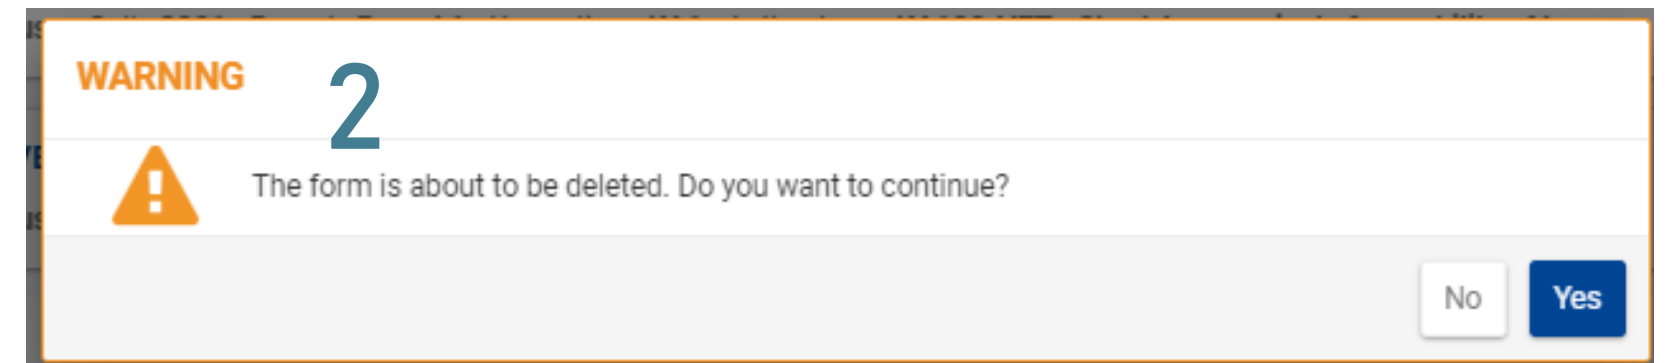 WARNING
2
The form is about to be deleted. Do you want to continue?
No
Yes